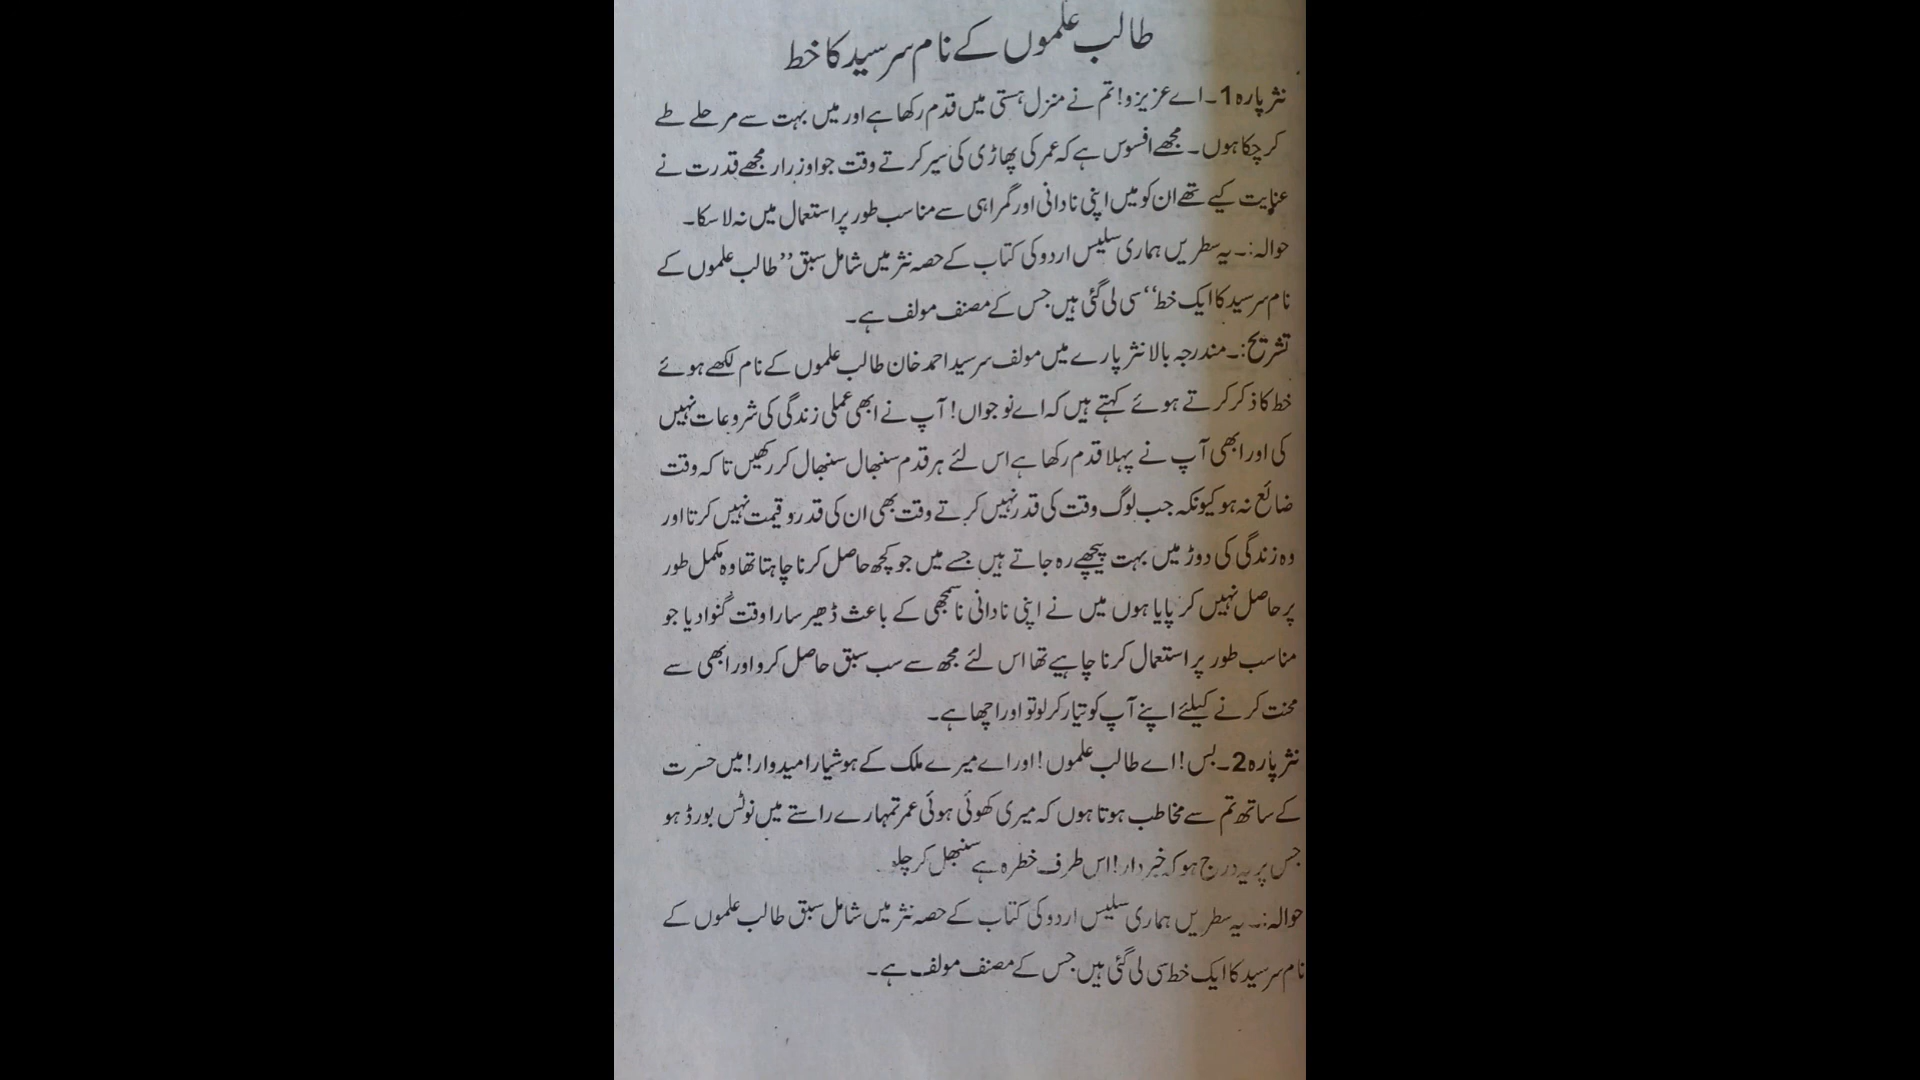 طالب علموں کے نام سرسید کا خط
نثر پارہ 1۔ اے عزیزو! تم نے منزل ہستی میں قدم رکھا ہے اور میں بہت سے مرحلے طے
کر چکا ہوں۔ مجھے افسوس ہے کہ عمر کی پہاڑی کی سیر کرتے وقت جو اوزرار مجھے قدرت نے
عنایت کیے تھے ان کو میں اپنی نادانی اور گمراہی سے مناسب طور پر استعمال میں نہ لا سکا۔
حوالہ:۔ یہ سطریں ہماری سلیس اردو کی کتاب کے حصہ نثر میں شامل سبق ’’طالب علموں کے
نام سرسید کا ایک خط‘‘ سی لی گئی ہیں جس کے مصنف مولف ہے۔
تشریح:۔ مندرجہ بالا نثر پارے میں مولف سرسید احمد خان طالب علموں کے نام لکھے ہوئے
خط کا ذکر کرتے ہوئے کہتے ہیں کہ اے نوجواں! آپ نے ابھی عملی زندگی کی شروعات نہیں
کی اور ابھی آپ نے پہلا قدم رکھا ہے اس لئے ہر قدم سنبھال سنبھال کر رکھیں تا کہ وقت
ضائع نہ ہو کیونکہ جب لوگ وقت کی قدر نہیں کرتے وقت بھی ان کی قدر و قیمت نہیں کرتا اور
وہ زندگی کی دوڑ میں بہت پیچھے رہ جاتے ہیں جسے میں جو کچھ حاصل کرنا چاہتا تھا وہ مکمل طور
پر حاصل نہیں کر پایا ہوں میں نے اپنی نادانی ناسمجھی کے باعث ڈھیر سارا وقت گنوا دیا جو
مناسب طور پر استعمال کرنا چاہیے تھا اس لئے مجھ سے سب سبق حاصل کرو اور ابھی سے
محنت کرنے کیلئے اپنے آپ کو تیار کر لو تو اور اچھا ہے۔
نثر پارہ 2۔ بس! اے طالب علموں! اور اے میرے ملک کے ہوشیار امیدوار! میں حسرت
کے ساتھ تم سے مخاطب ہوتا ہوں کہ میری کھوئی ہوئی عمر تمہارے راستے میں نوٹس بورڈ ہو
جس پر یہ درج ہو کہ خبردار! اس طرف خطرہ ہے سنبھل کر چلو
حوالہ:۔ یہ سطریں ہماری سلیس اردو کی کتاب کے حصہ نثر میں شامل سبق طالب علموں کے
نام سرسید کا ایک خط سی لی گئی ہیں جس کے مصنف مولف ہے۔